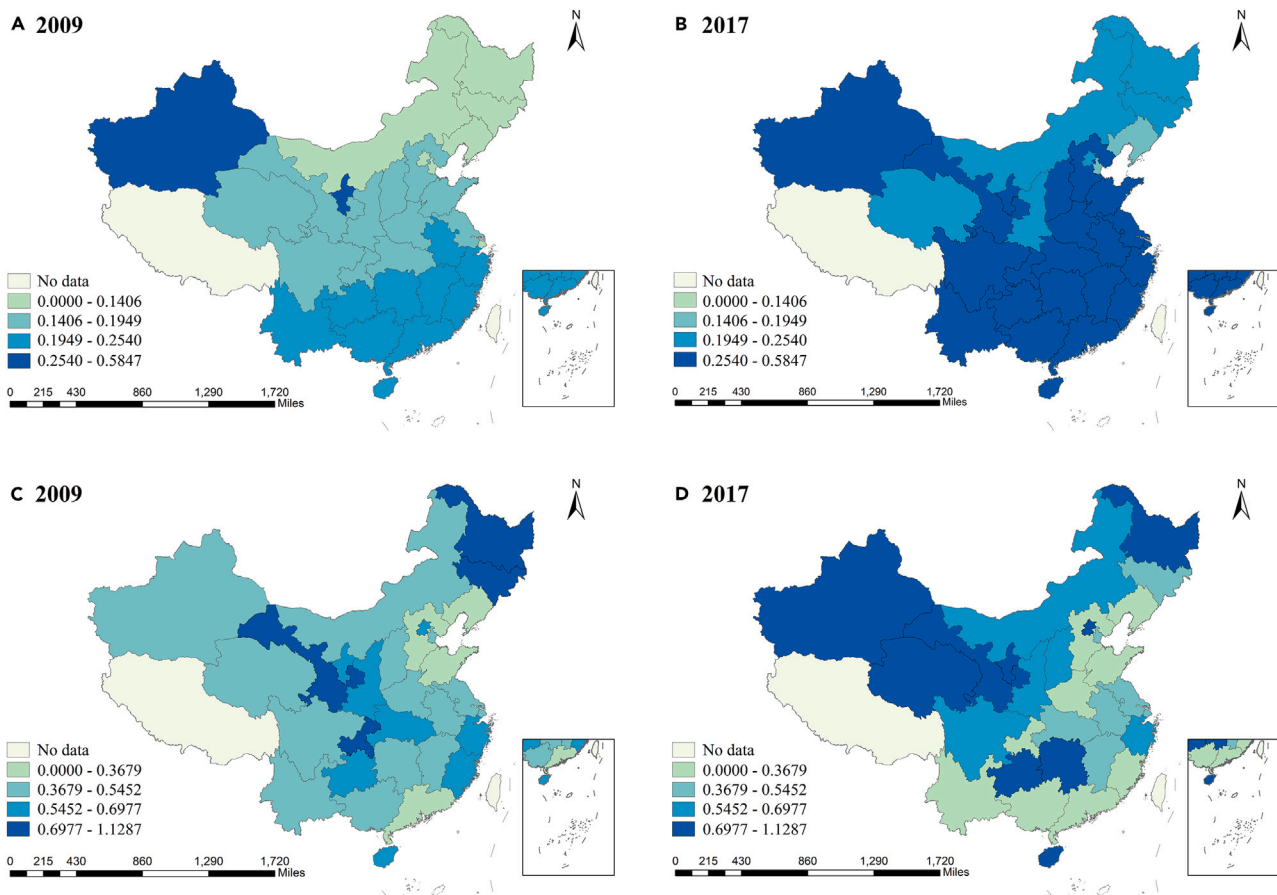 A 2009
N
No data
0.0000 - 0.1406
0.1406 - 0.1949
0.1949 - 0.2540
0.2540 - 0.5847
0 215 430 860 1,290 1,720
Miles
B 2017
N
No data
0.0000 - 0.1406
0.1406 - 0.1949
0.1949 - 0.2540
0.2540 - 0.5847
0 215 430 860 1,290 1,720
Miles
C 2009
N
No data
0.0000 - 0.3679
0.3679 - 0.5452
0.5452 - 0.6977
0.6977 - 1.1287
0 215 430 860 1,290 1,720
Miles
D 2017
N
No data
0.0000 - 0.3679
0.3679 - 0.5452
0.5452 - 0.6977
0.6977 - 1.1287
0 215 430 860 1,290 1,720
Miles